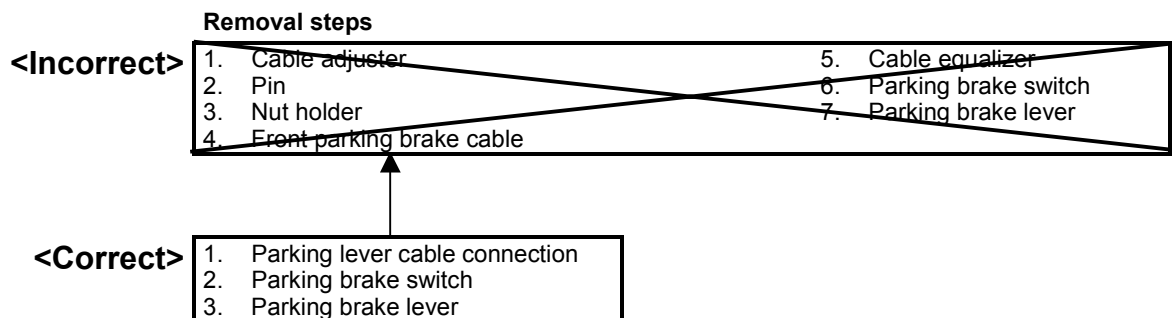 Removal steps
<Incorrect>
1. Cable adjuster
2. Pin
3. Nut holder
4. Front parking brake cable
5. Cable equalizer
6. Parking brake switch
7. Parking brake lever
<Correct>
1. Parking lever cable connection
2. Parking brake switch
3. Parking brake lever